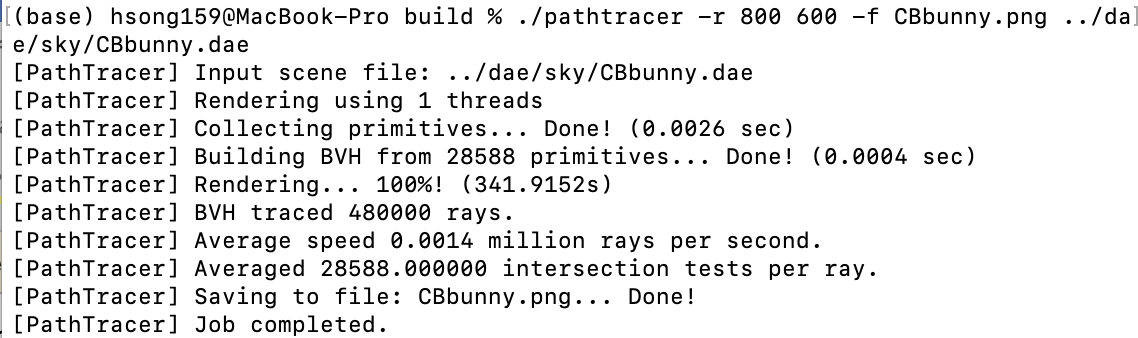 [(base) hsong159@MacBook-Pro build % ./pathtracer -r 800 600 -f CBbunny.png ../da]
e/sky/CBbunny.dae
[PathTracer] Input scene file: ../dae/sky/CBbunny.dae
[PathTracer] Rendering using 1 threads
[PathTracer] Collecting primitives... Done! (0.0026 sec)
[PathTracer] Building BVH from 28588 primitives... Done! (0.0004 sec)
[PathTracer] Rendering... 100%! (341.9152s)
[PathTracer] BVH traced 480000 rays.
[PathTracer] Average speed 0.0014 million rays per second.
[PathTracer] Averaged 28588.000000 intersection tests per ray.
[PathTracer] Saving to file: CBbunny.png... Done!
[PathTracer] Job completed.